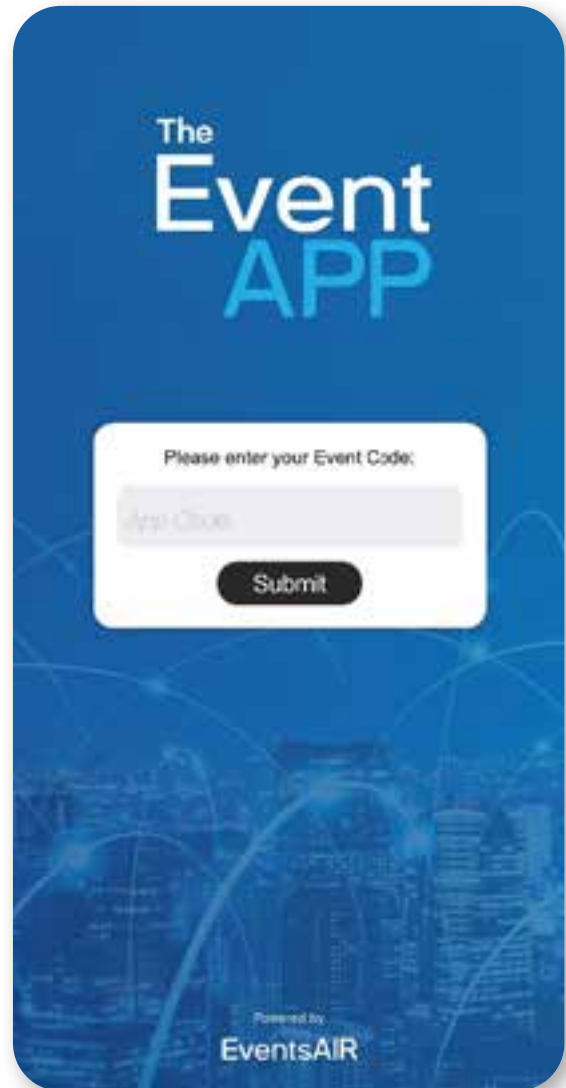 The
Event
APP
Please enter your Event Code:
App Code
Submit
Powered by
EventsAIR